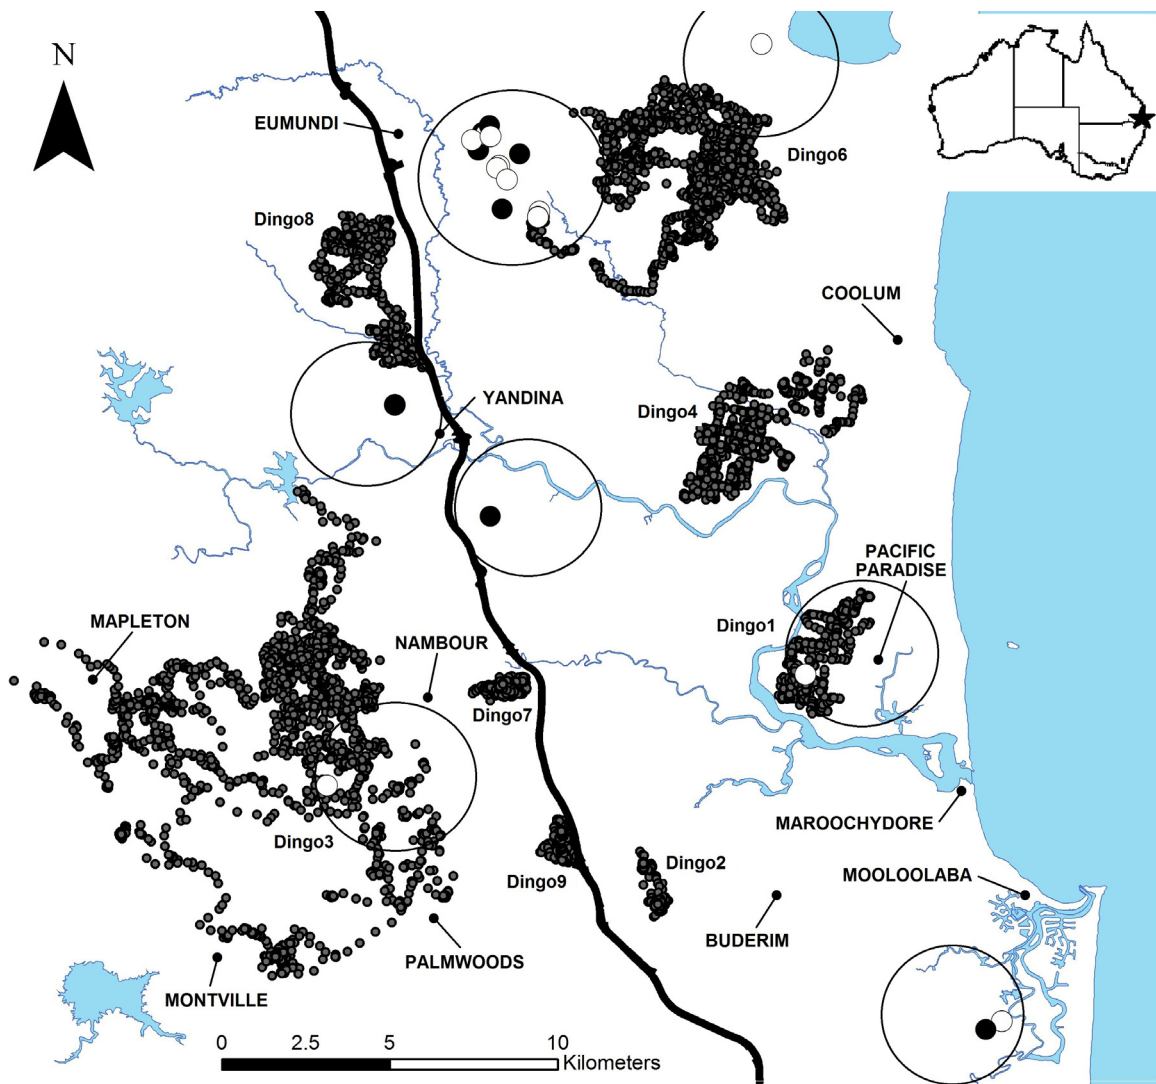 N
EUMUNDI
Dingo6
Dingo8
COOLUM
YANDINA
Dingo4
PACIFIC
PARADISE
Dingo1
MAPLETON
NAMBOUR
Dingo7
MAROOCHYDORE
Dingo3
Dingo9
Dingo2
MOOLOOLABA
BUDERIM
PALMWOODS
MONTVILLE
0 2.5 5 10
Kilometers